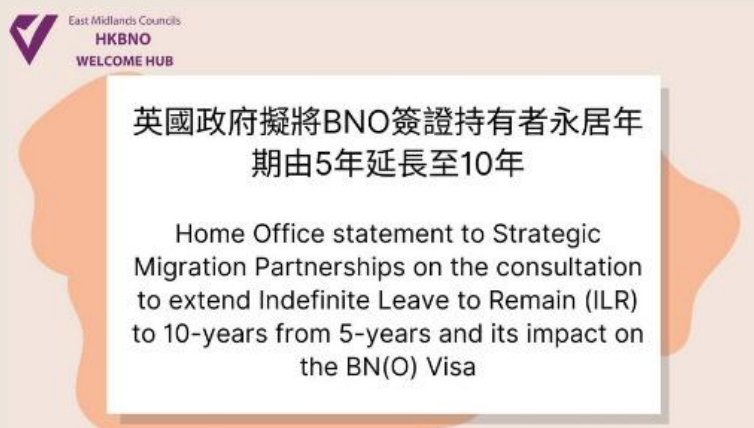 East Midlands Councils
HKBNO
WELCOME HUB
英國政府擬將BNO簽證持有者永居年
期由5年延長至10年
Home Office statement to Strategic
Migration Partnerships on the consultation
to extend Indefinite Leave to Remain (ILR)
to 10-years from 5-years and its impact on
the BN(O) Visa